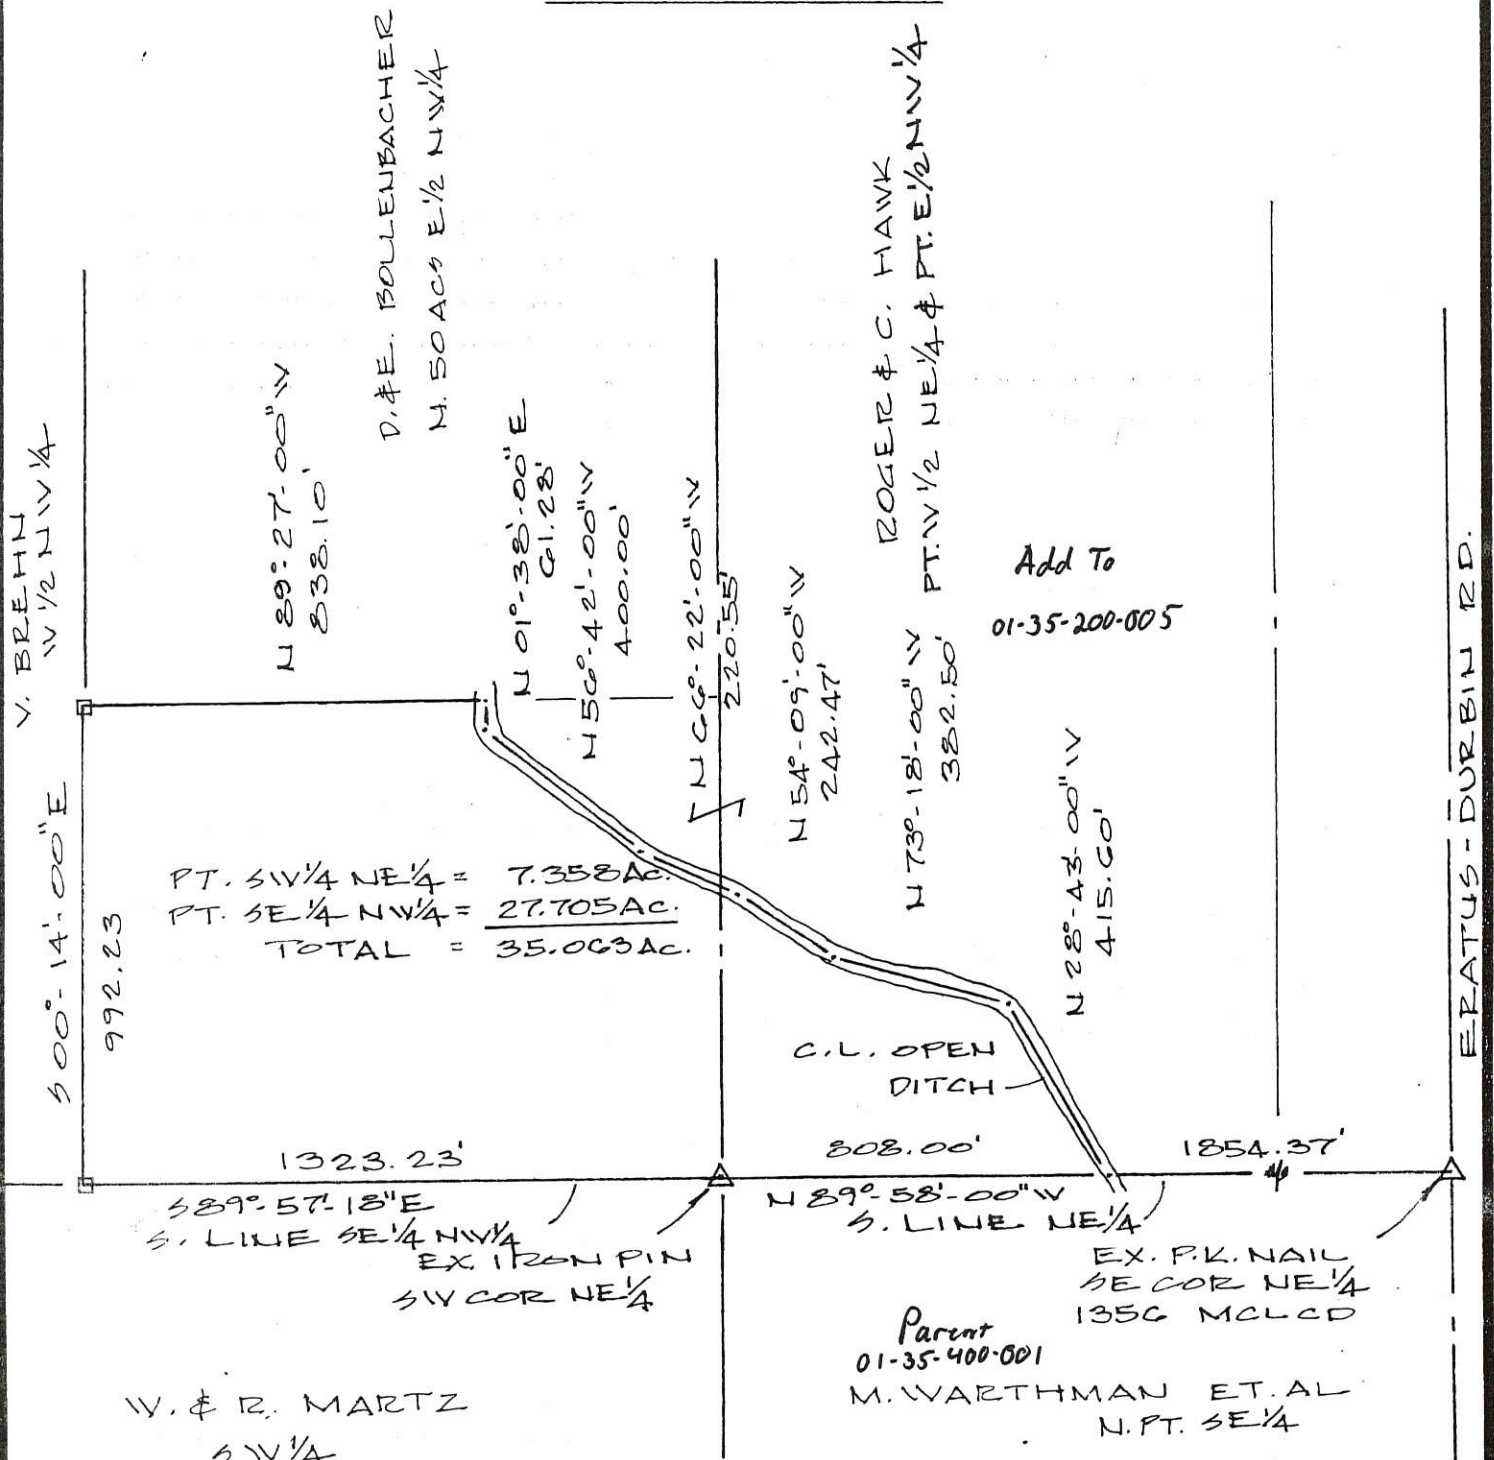 D. & E. BOLLENBACHER
N. 50 ACS E. 1/2 NW 1/4
ROGER & C. HAWK
PT. W 1/2 NE 1/4 & PT. E. 1/2 NW 1/4
V. BREHN
W 1/2 NW 1/4
N 89°-27'-00" W
838.10'
N 01°-38'-00" E
61.28'
N 56°-42'-00" W
400.00'
N 66°-22'-00" W
220.55'
N 54°-09'-00" W
242.47'
N 73°-18'-00" W
382.50'
N 28°-43'-00" W
415.60'
Add To
01-35-200-005
ERATUS-DURBIN RD.
S 00°-14'-00" E
992.23
PT. SW 1/4 NE 1/4 = 7.358 Ac.
PT. SE 1/4 NW 1/4 = 27.705 Ac.
TOTAL = 35.063 Ac.
C.L. OPEN
DITCH
1323.23'
808.00'
1854.37'
S 89°-57'-18" E
S. LINE SE 1/4 NW 1/4
N 89°-58'-00" W
S. LINE NE 1/4
EX. IRON PIN
SW COR NE 1/4
EX. P.K. NAIL
SE COR NE 1/4
1356 MCLCD
Parent
01-35-400-001
M. WARTHMAN ET. AL
N. PT. SE 1/4
W. & R. MARTZ
SW 1/4